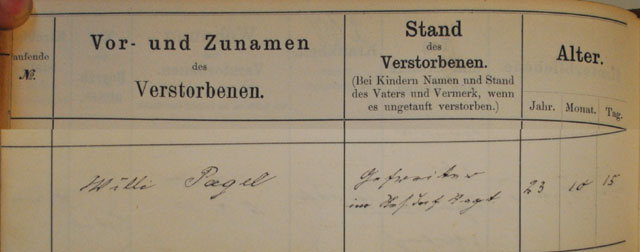 aufende
№.
Vor- und Zunamen
des
Verstorbenen.
Stand
des
Verstorbenen.
(Bei Kindern Namen und Stand
des Vaters und Vermerk, wenn
es ungetauft verstorben.)
Alter.
Jahr. Monat. Tag.
Willi Pagel
Gefreiter
im
23 10 15